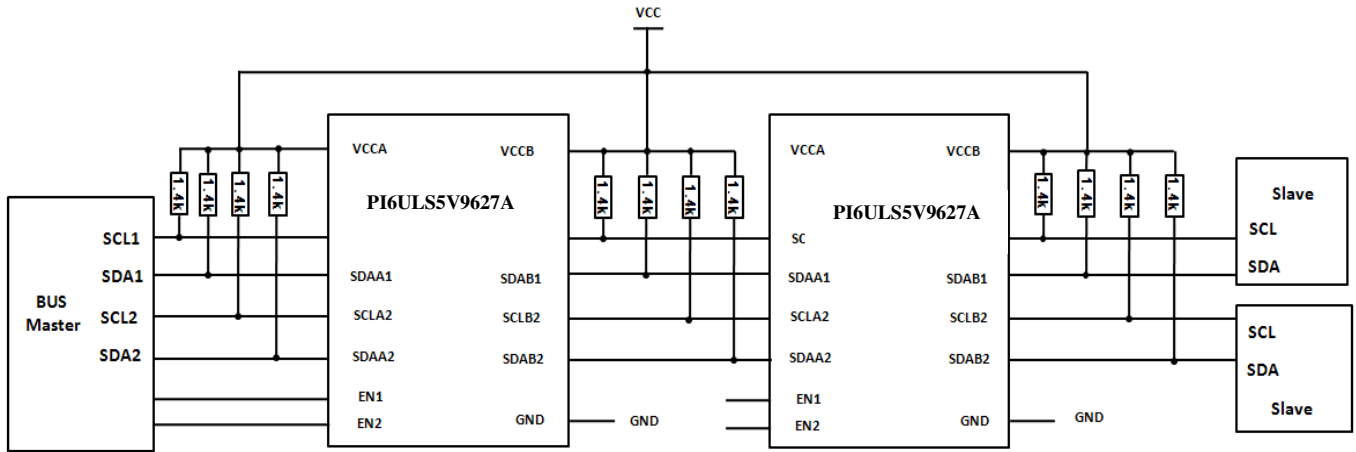 VCC
VCCA
VCCB
VCCA
VCCB
1.4k 1.4k 1.4k 1.4k
1.4k 1.4k 1.4k 1.4k
1.4k 1.4k 1.4k 1.4k
PI6ULS5V9627A
PI6ULS5V9627A
BUS
Master
SCL1
SDA1
SCL2
SDA2
SDAA1
SCLA2
SDAA2
EN1
EN2
SDAB1
SCLB2
SDAB2
GND
GND
SC
SDAA1
SCLA2
SDAA2
EN1
EN2
SDAB1
SCLB2
SDAB2
GND
GND
Slave
SCL
SDA
SCL
SDA
Slave